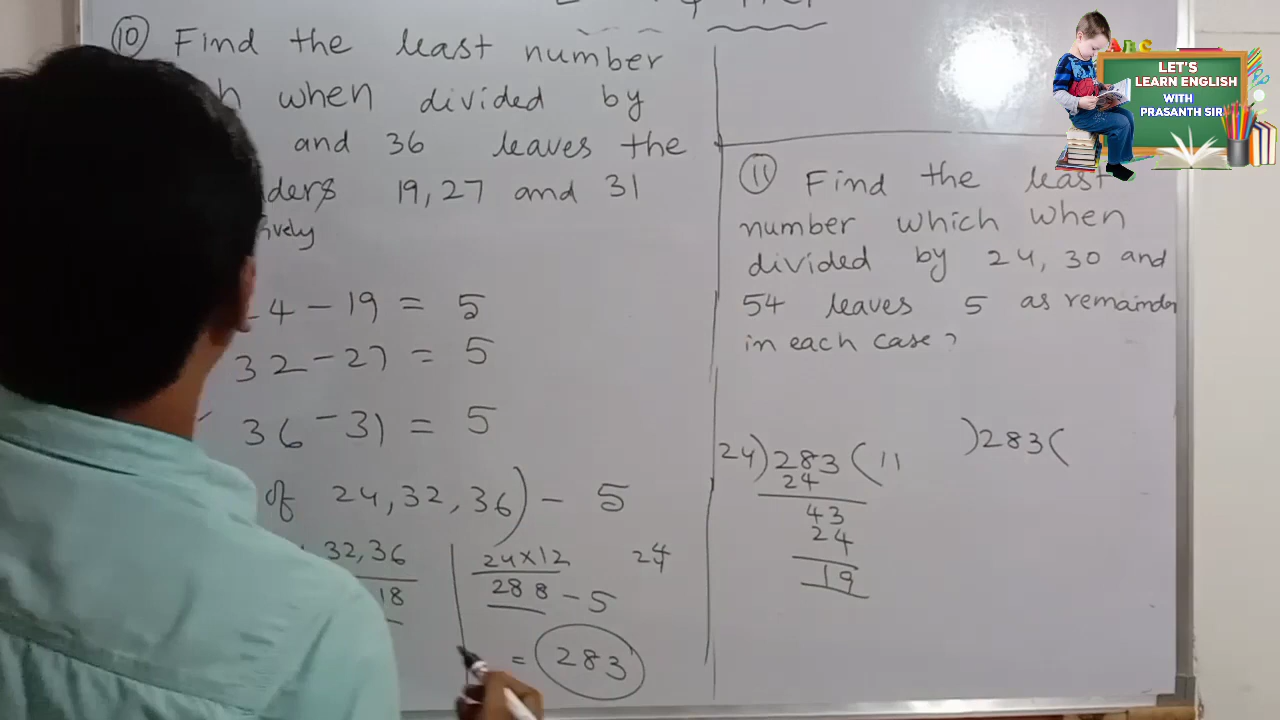 10 Find the least number
when divided by
and 36 leaves the
19, 27 and 31
4 - 19 = 5
32 - 27 = 5
36 - 31 = 5
of 24, 32, 36) - 5
32, 36
18
24 x 12
288 - 5
24
= 283
11 Find the least
number which when
divided by 24, 30 and
54 leaves 5 as remainder
in each case?
24)283(11
24
43
24
19
)283(
ABC
LET'S
LEARN ENGLISH
WITH
PRASANTH SIR